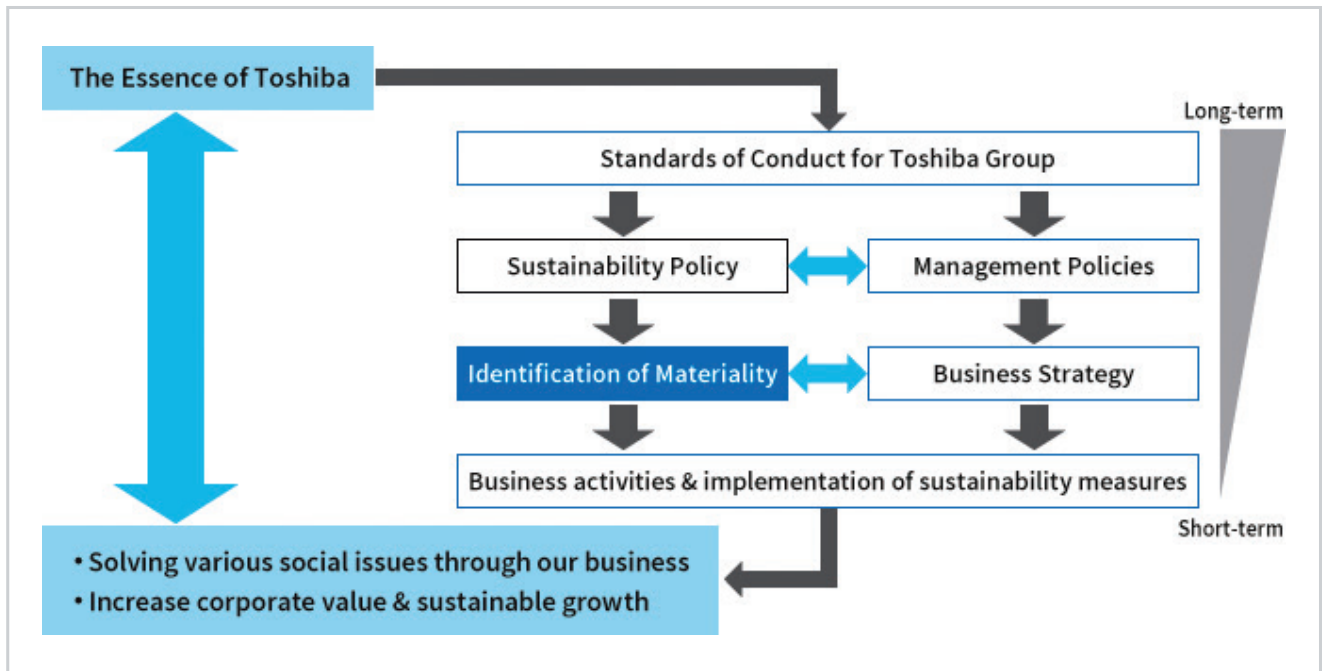 The Essence of Toshiba
Long-term
Standards of Conduct for Toshiba Group
Sustainability Policy
Management Policies
Identification of Materiality
Business Strategy
Business activities & implementation of sustainability measures
Short-term
• Solving various social issues through our business
• Increase corporate value & sustainable growth